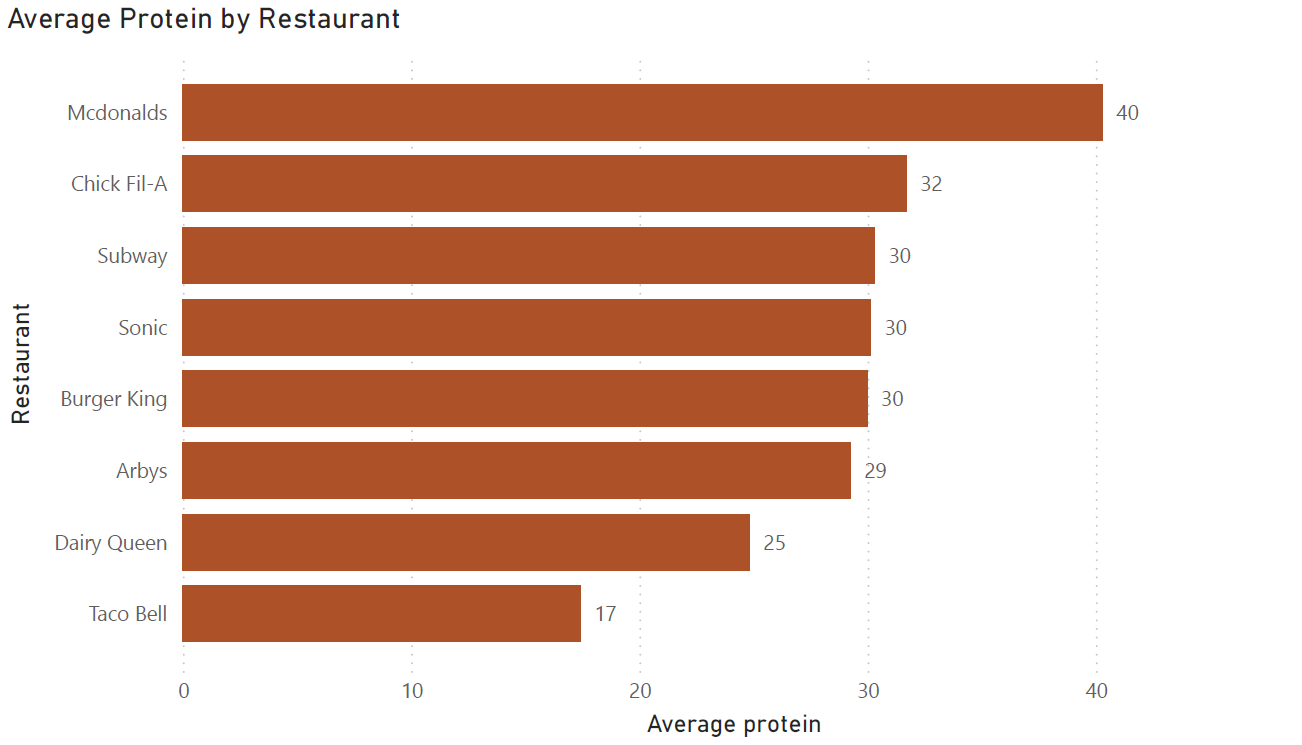 Average Protein by Restaurant
Restaurant
Mcdonalds 40
Chick Fil-A 32
Subway 30
Sonic 30
Burger King 30
Arbys 29
Dairy Queen 25
Taco Bell 17
0 10 20 30 40
Average protein